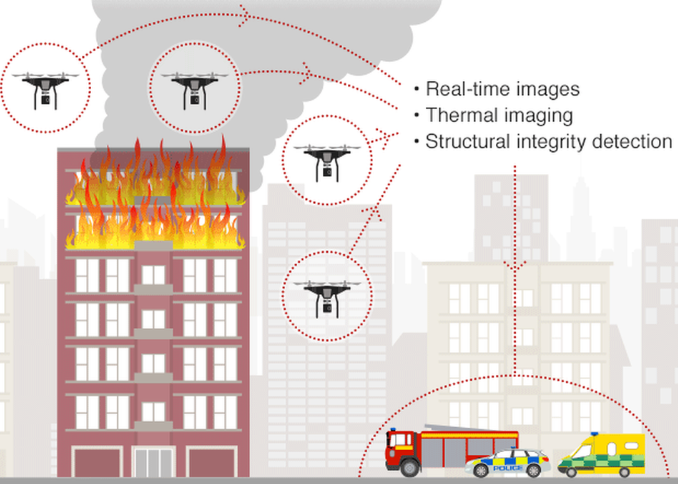 • Real-time images
• Thermal imaging
• Structural integrity detection
POLICE